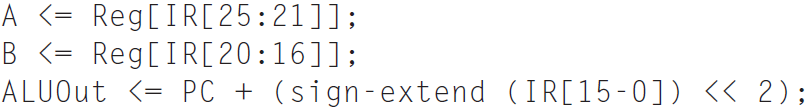 A <= Reg[IR[25:21]];
B <= Reg[IR[20:16]];
ALUOut <= PC + (sign-extend (IR[15-0]) << 2);